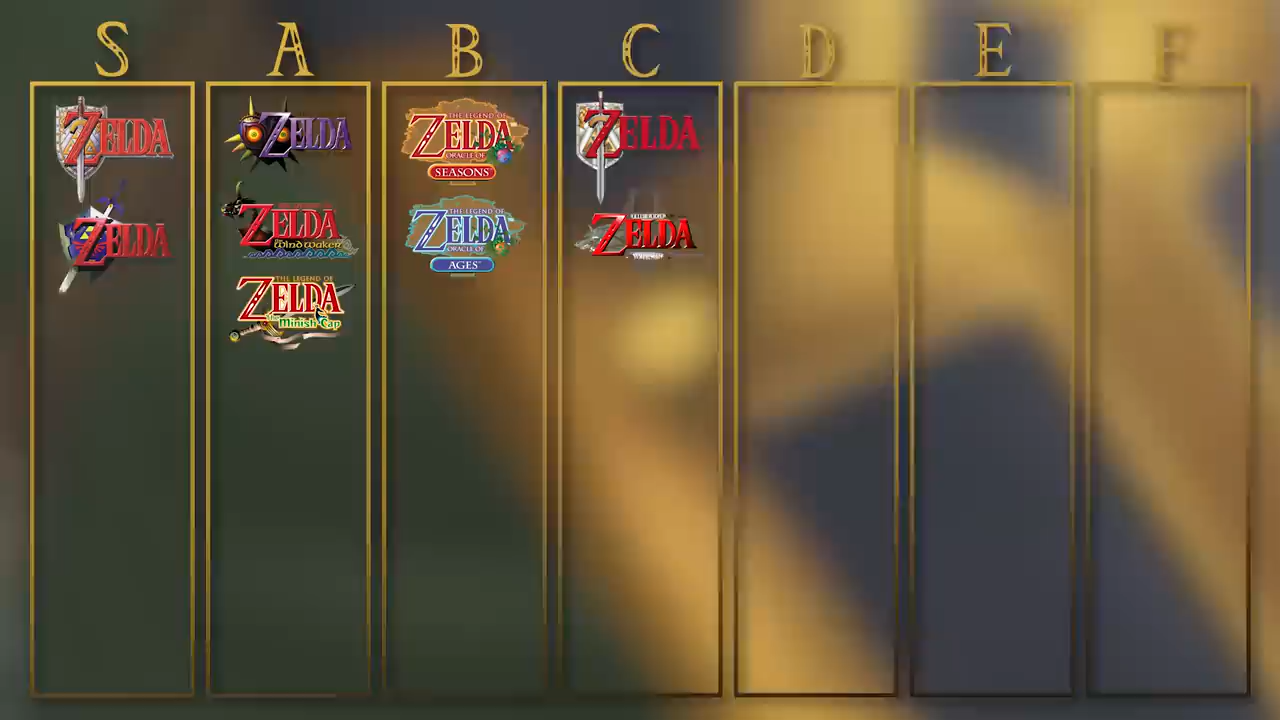 S A B C D E F
ZELDA
ZELDA
ZELDA
ZELDA
Wind Waker
THE LEGEND OF
ZELDA
The Minish Cap
THE LEGEND OF
ZELDA
ORACLE OF
SEASONS
THE LEGEND OF
ZELDA
ORACLE OF
AGES
ZELDA
ZELDA